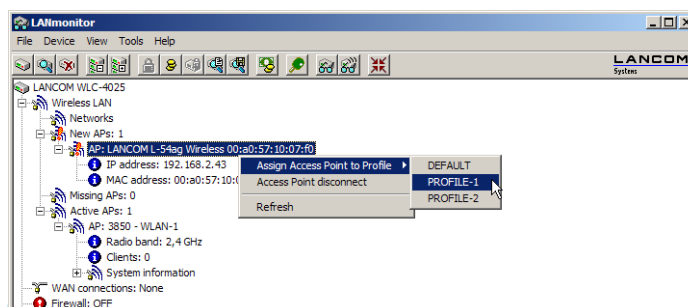 LANmonitor
File Device View Tools Help
LANCOM
Systems
LANCOM WLC-4025
Wireless LAN
Networks
New APs: 1
AP: LANCOM L-54ag Wireless 00:a0:57:10:07:f0
IP address: 192.168.2.43
Assign Access Point to Profile
DEFAULT
MAC address: 00:a0:57:10:
Access Point disconnect
PROFILE-1
Missing APs: 0
Refresh
PROFILE-2
Active APs: 1
AP: 3850 - WLAN-1
Radio band: 2,4 GHz
Clients: 0
System information
WAN connections: None
Firewall: OFF